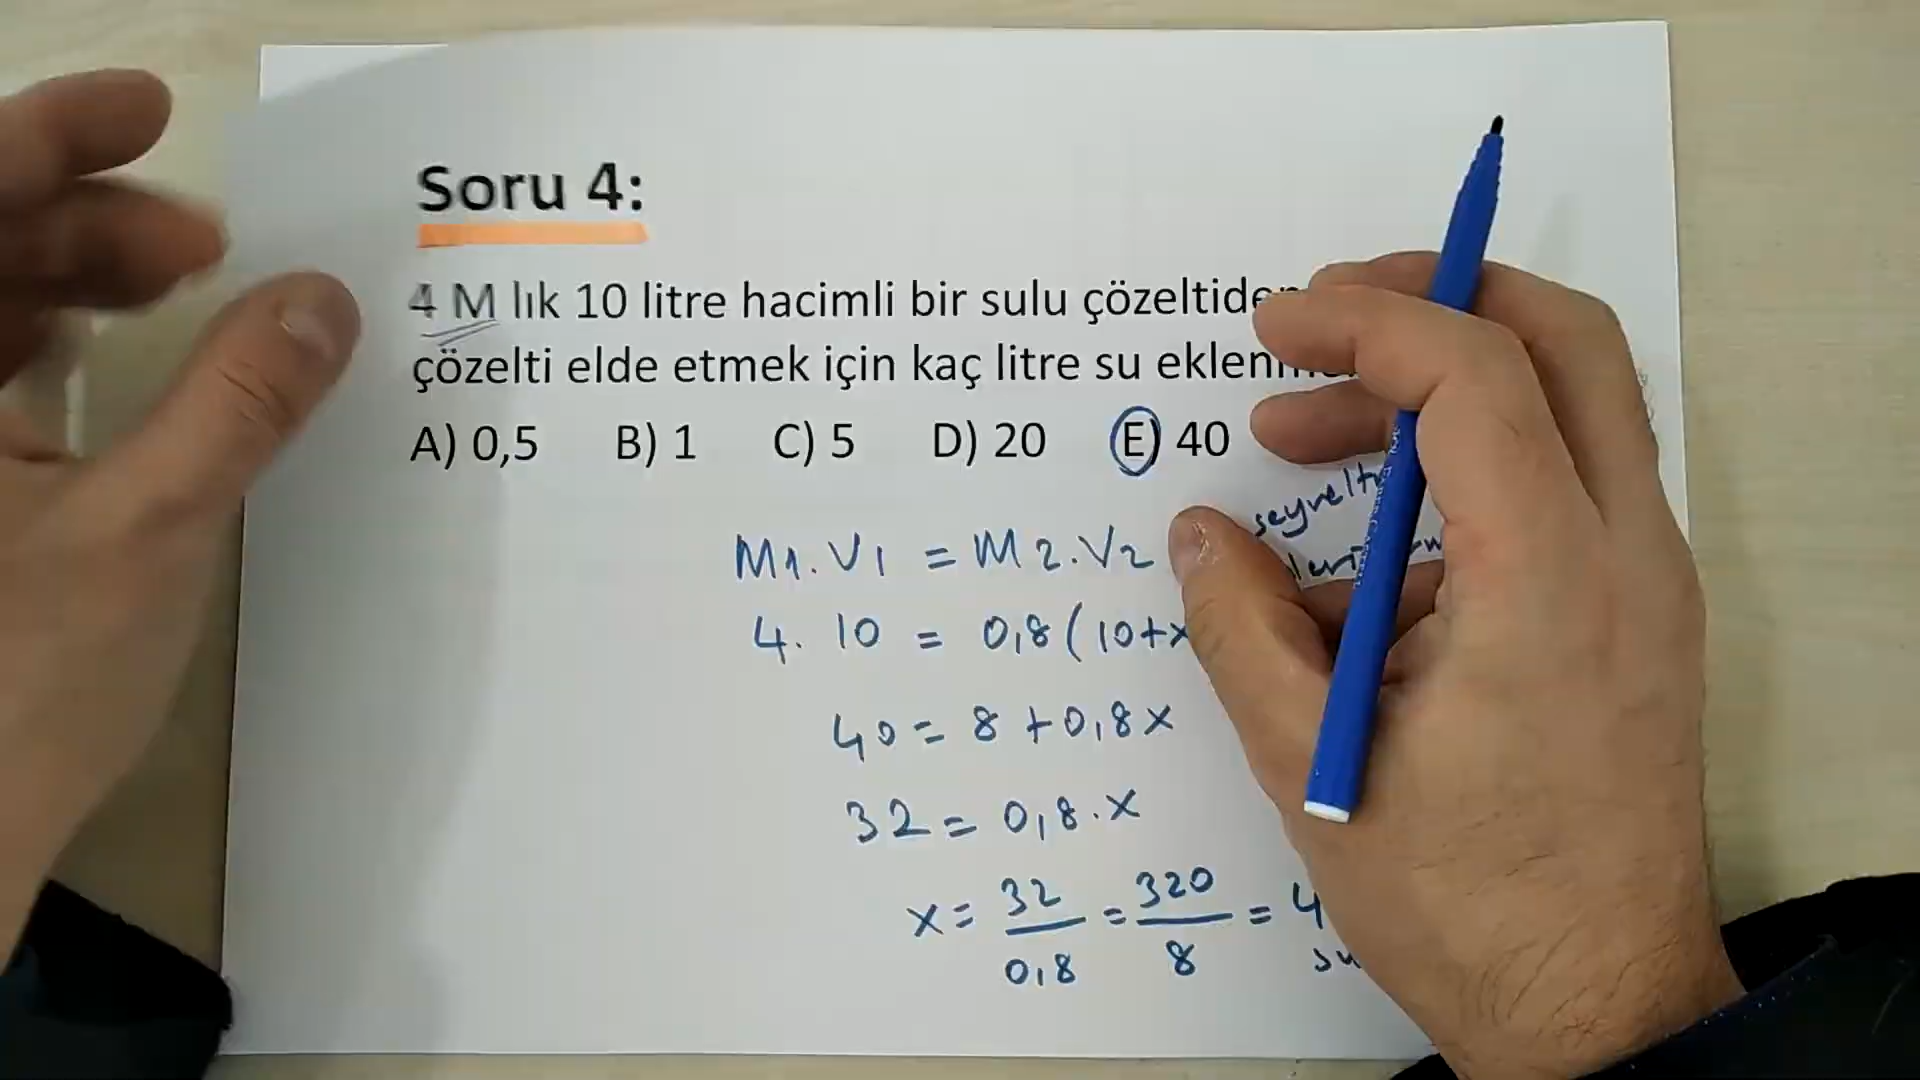 Soru 4:
4 M lık 10 litre hacimli bir sulu çözeltiden
çözelti elde etmek için kaç litre su
A) 0,5 B) 1 C) 5 D) 20 E) 40
M1.V1 = M2.V2
4. 10 = 0,8(10+x
40 = 8 +0,8x
32 = 0,8.x
x = 32/0,8 = 320/8 = 4